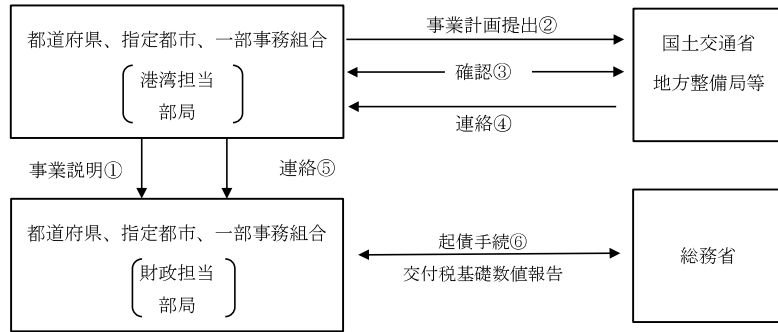 都道府県、指定都市、一部事務組合
港湾担当
部局
事業計画提出②
確認③
連絡④
国土交通省
地方整備局等
事業説明①
連絡⑤
都道府県、指定都市、一部事務組合
財政担当
部局
起債手続⑥
交付税基礎数値報告
総務省